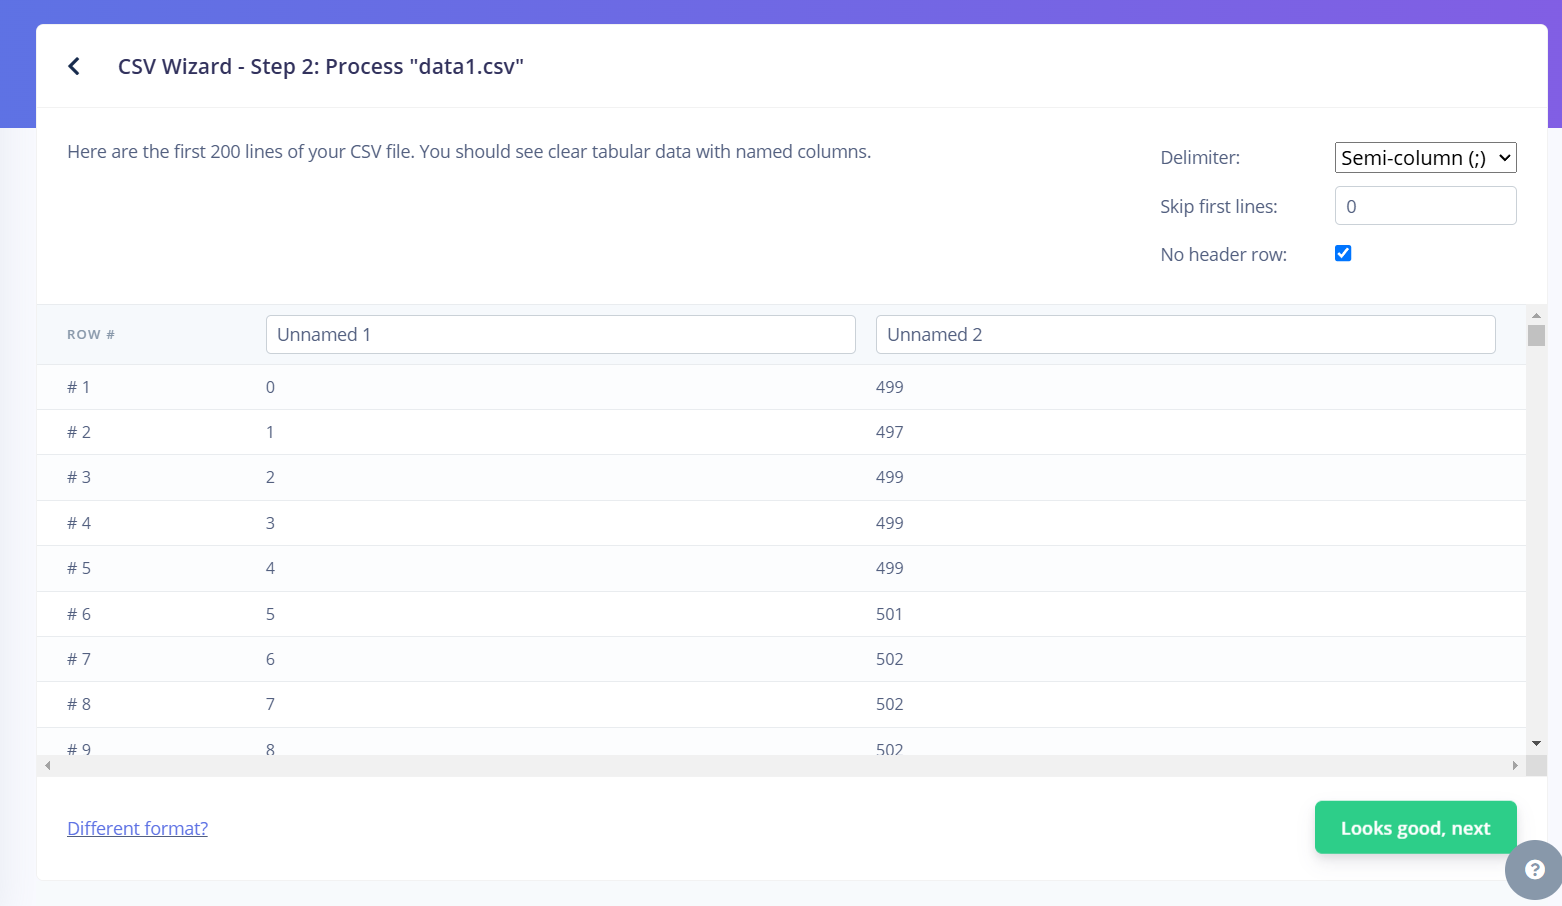 CSV Wizard - Step 2: Process "data1.csv"
Here are the first 200 lines of your CSV file. You should see clear tabular data with named columns.
Delimiter: Semi-column (;)
Skip first lines: 0
No header row:
ROW # Unnamed 1 Unnamed 2
# 1 0 499
# 2 1 497
# 3 2 499
# 4 3 499
# 5 4 499
# 6 5 501
# 7 6 502
# 8 7 502
# 9 8 502
Different format?
Looks good, next
?